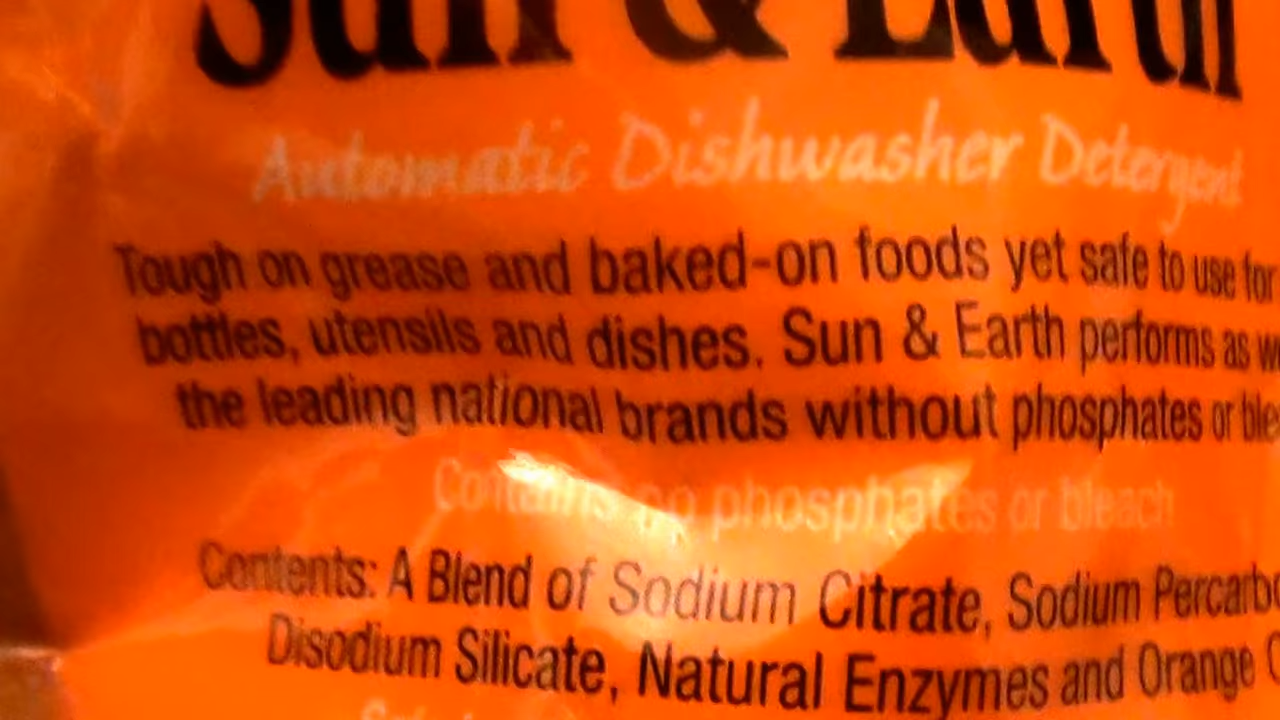 Sun & Earth
Automatic Dishwasher Detergent
Tough on grease and baked-on foods yet safe to use for
bottles, utensils and dishes. Sun & Earth performs as
the leading national brands without phosphates or
Contains no phosphates or bleach
Contents: A Blend of Sodium Citrate, Sodium
Disodium Silicate, Natural Enzymes and Orange